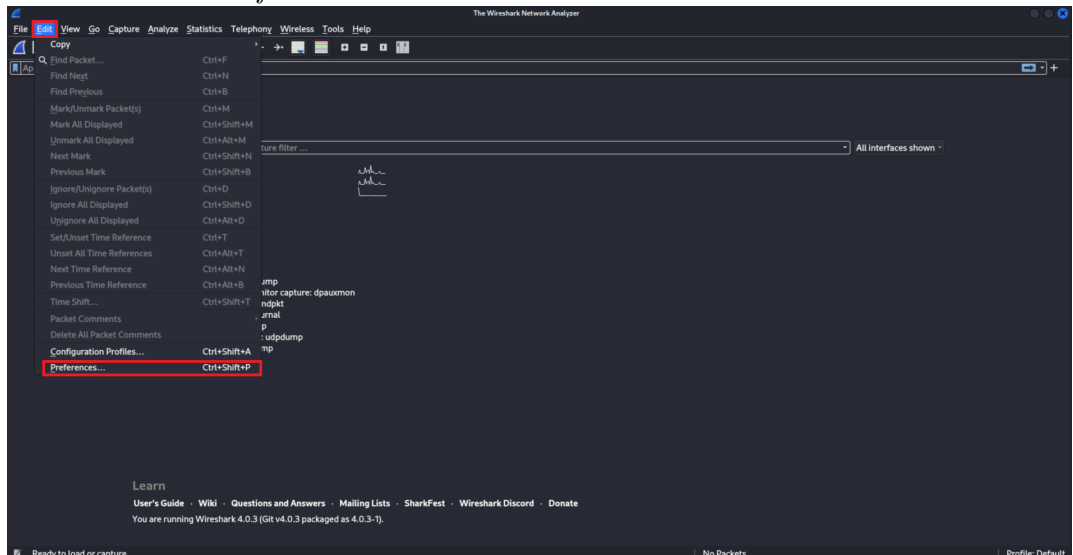 The Wireshark Network Analyzer
File Edit View Go Capture Analyze Statistics Telephony Wireless Tools Help
Copy
Ap
Find Packet... Ctrl+F
Find Next Ctrl+N
Find Previous Ctrl+B
Mark/Unmark Packet(s) Ctrl+M
Mark All Displayed Ctrl+Shift+M
Unmark All Displayed Ctrl+Alt+M
ture filter ... All interfaces shown
Next Mark Ctrl+Shift+N
Previous Mark Ctrl+Shift+B
Ignore/Unignore Packet(s) Ctrl+D
Ignore All Displayed Ctrl+Shift+D
Unignore All Displayed Ctrl+Alt+D
Set/Unset Time Reference Ctrl+T
Unset All Time References Ctrl+Alt+T
Next Time Reference Ctrl+Alt+N
ump
Previous Time Reference Ctrl+Alt+B
nitor capture: dpauxmon
Time Shift... Ctrl+Shift+T
ndpkt
Packet Comments
urnal
p
Delete All Packet Comments
: udpdump
Configuration Profiles... Ctrl+Shift+A
mp
Preferences... Ctrl+Shift+P
Learn
User's Guide · Wiki · Questions and Answers · Mailing Lists · SharkFest · Wireshark Discord · Donate
You are running Wireshark 4.0.3 (Git v4.0.3 packaged as 4.0.3-1).
Ready to load or capture No Packets Profile: Default